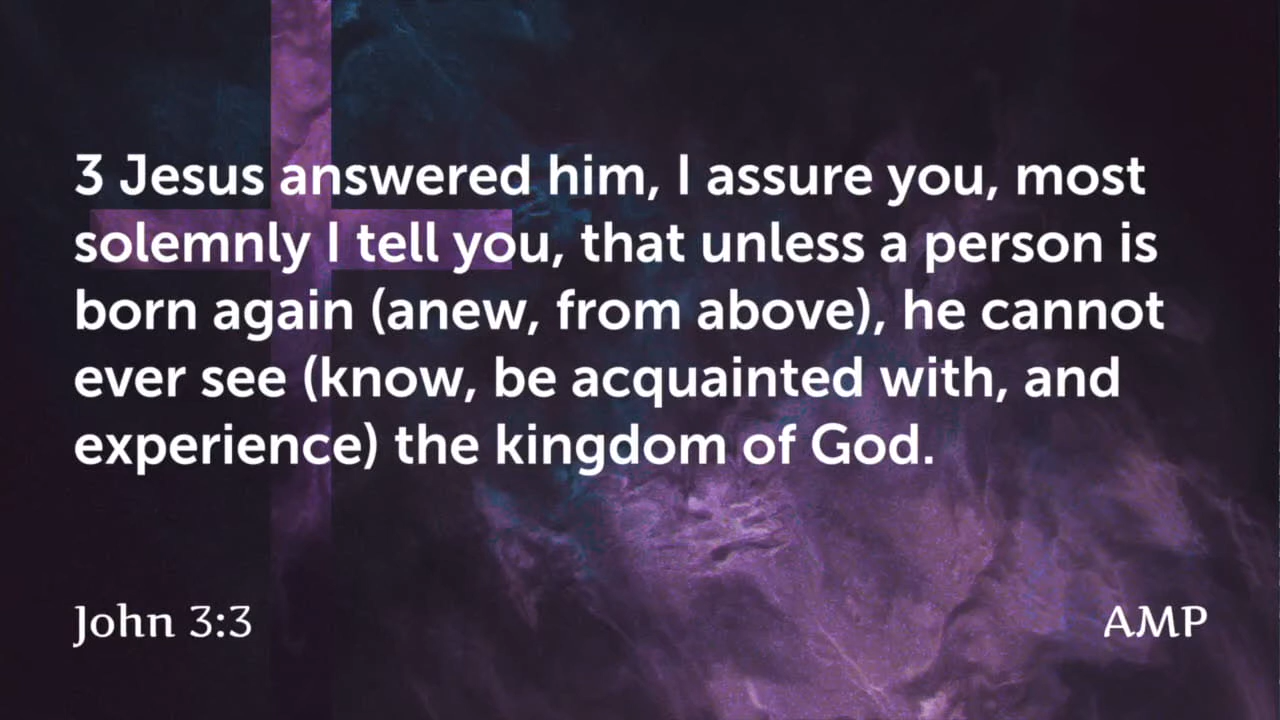 3 Jesus answered him, I assure you, most
solemnly I tell you, that unless a person is
born again (anew, from above), he cannot
ever see (know, be acquainted with, and
experience) the kingdom of God.
John 3:3
AMP